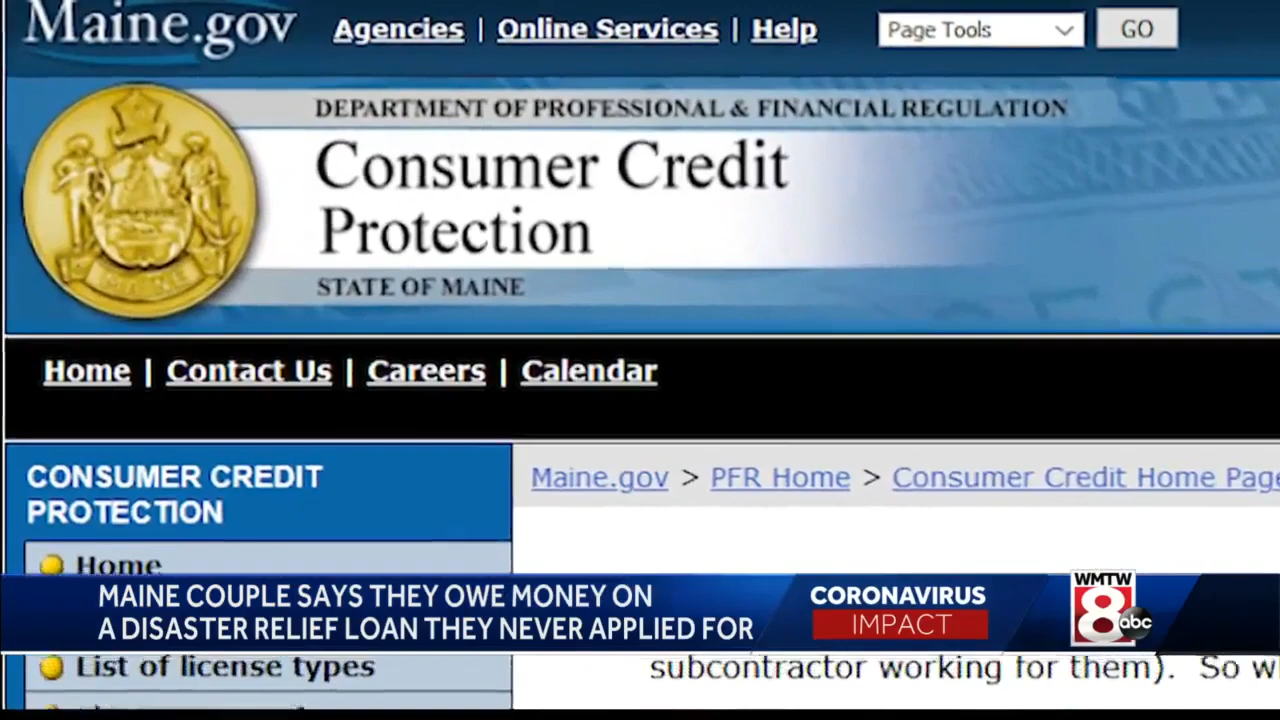 Maine.gov Agencies | Online Services | Help Page Tools GO
DEPARTMENT OF PROFESSIONAL & FINANCIAL REGULATION
Consumer Credit
Protection
STATE OF MAINE
MAINE
Home | Contact Us | Careers | Calendar
CONSUMER CREDIT
PROTECTION
Maine.gov > PFR Home > Consumer Credit Home Page
Home
MAINE COUPLE SAYS THEY OWE MONEY ON
A DISASTER RELIEF LOAN THEY NEVER APPLIED FOR
CORONAVIRUS
IMPACT
WMTW
8
abc
List of license types
subcontractor working for them). So